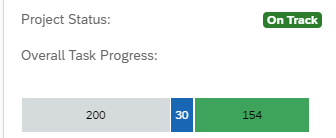 Project Status: On Track
Overall Task Progress:
200 30 154